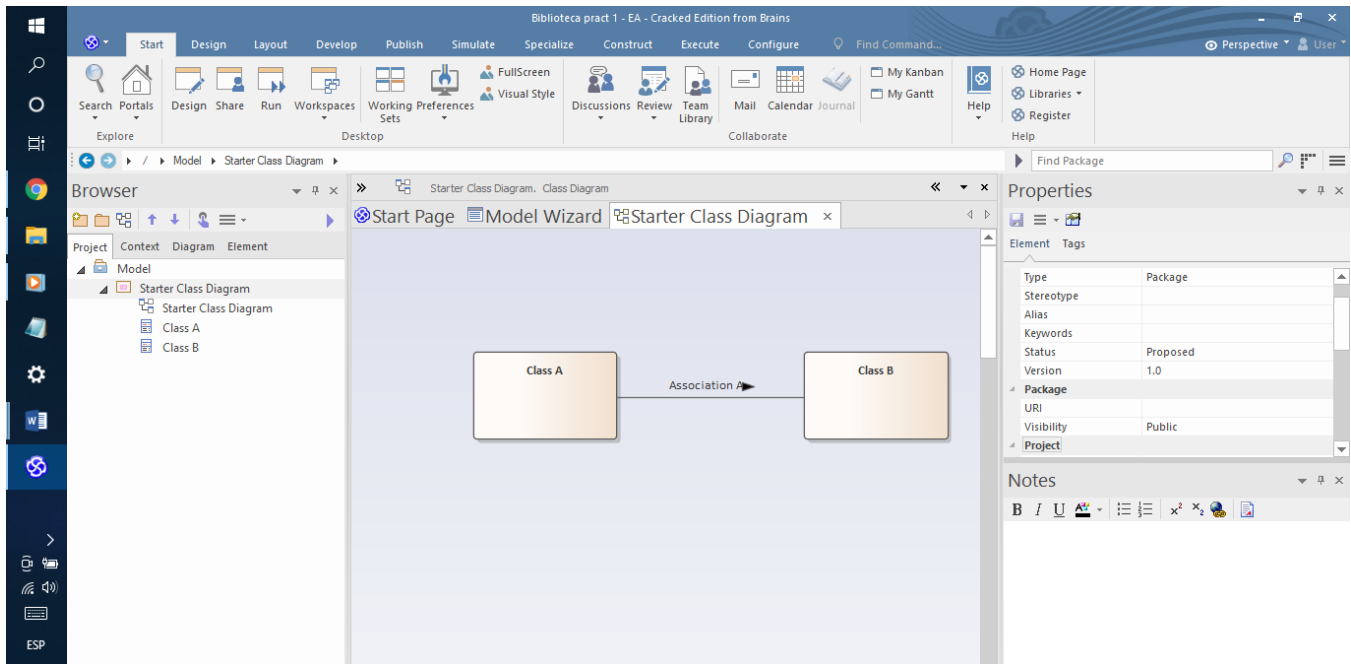 Biblioteca pract 1 - EA - Cracked Edition from Brains
Start Design Layout Develop Publish Simulate Specialize Construct Execute Configure Find Command... Perspective User
Search Portals Design Share Run Workspaces Working Sets Preferences FullScreen Visual Style Discussions Review Team Library Mail Calendar Journal My Kanban My Gantt Help Home Page Libraries Register
Explore Desktop Collaborate Help
/ Model Starter Class Diagram Find Package
Browser
Project Context Diagram Element
Model
Starter Class Diagram
Starter Class Diagram
Class A
Class B
Starter Class Diagram. Class Diagram
Start Page Model Wizard Starter Class Diagram ×
Class A
Association A
Class B
Properties
Element Tags
Type Package
Stereotype
Alias
Keywords
Status Proposed
Version 1.0
Package
URI
Visibility Public
Project
Notes
B I U A x² x₂
ESP